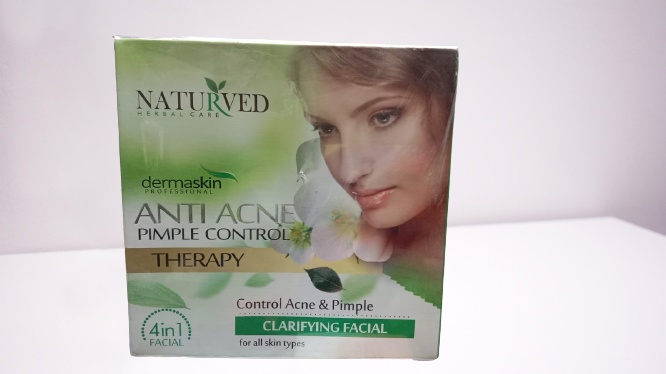 NATURVED
HERBAL CARE
dermaskin
PROFESSIONAL
ANTI ACNE
PIMPLE CONTROL
THERAPY
Control Acne & Pimple
CLARIFYING FACIAL
for all skin types
4in1
FACIAL